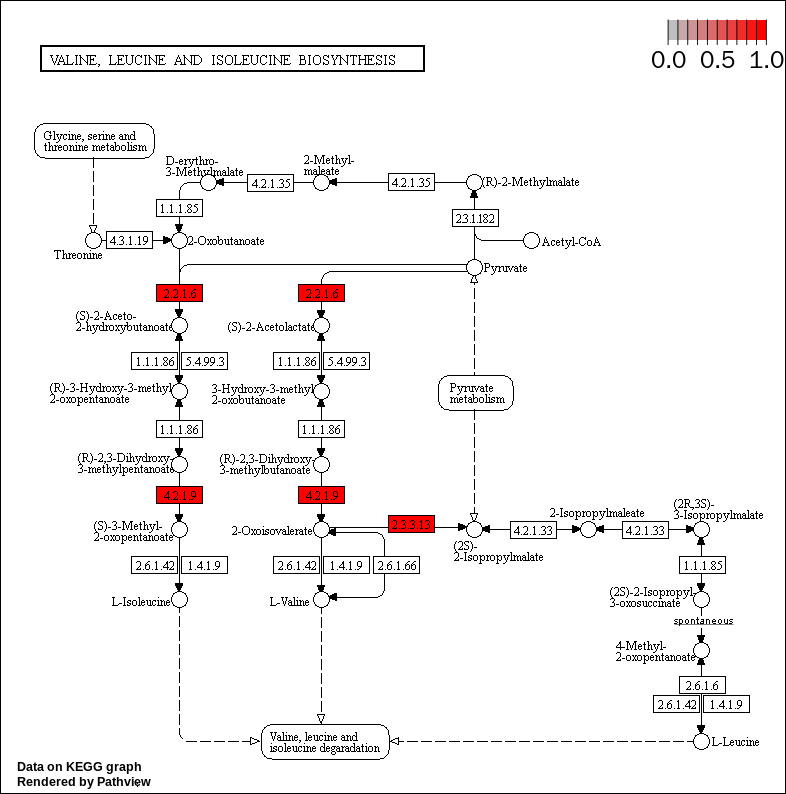 0.0 0.5 1.0
VALINE, LEUCINE AND ISOLEUCINE BIOSYNTHESIS
Glycine, serine and
threonine metabolism
D-erythro-
3-Methylmalate
2-Methyl-
maleate
4.2.1.35
4.2.1.35
(R)-2-Methylmalate
1.1.1.85
2.3.1.182
Threonine
4.3.1.19
2-Oxobutanoate
Acetyl-CoA
Pyruvate
2.2.1.6
2.2.1.6
(S)-2-Aceto-
2-hydroxybutanoate
(S)-2-Acetolactate
1.1.1.86
5.4.99.3
1.1.1.86
5.4.99.3
(R)-3-Hydroxy-3-methyl
2-oxopentanoate
3-Hydroxy-3-methyl
2-oxobutanoate
Pyruvate
metabolism
1.1.1.86
1.1.1.86
(R)-2,3-Dihydroxy-
3-methylpentanoate
(R)-2,3-Dihydroxy-
3-methylbutanoate
4.2.1.9
4.2.1.9
(S)-3-Methyl-
2-oxopentanoate
2-Oxoisovalerate
2.3.3.13
(2S)-
2-Isopropylmalate
4.2.1.33
2-Isopropylmaleate
4.2.1.33
(2R,3S)-
3-Isopropylmalate
2.6.1.42
1.4.1.9
2.6.1.42
1.4.1.9
2.6.1.66
1.1.1.85
L-Isoleucine
L-Valine
(2S)-2-Isopropyl-
3-oxosuccinate
spontaneous
4-Methyl-
2-oxopentanoate
2.6.1.6
2.6.1.42
1.4.1.9
Valine, leucine and
isoleucine degaradation
L-Leucine
Data on KEGG graph
Rendered by Pathview